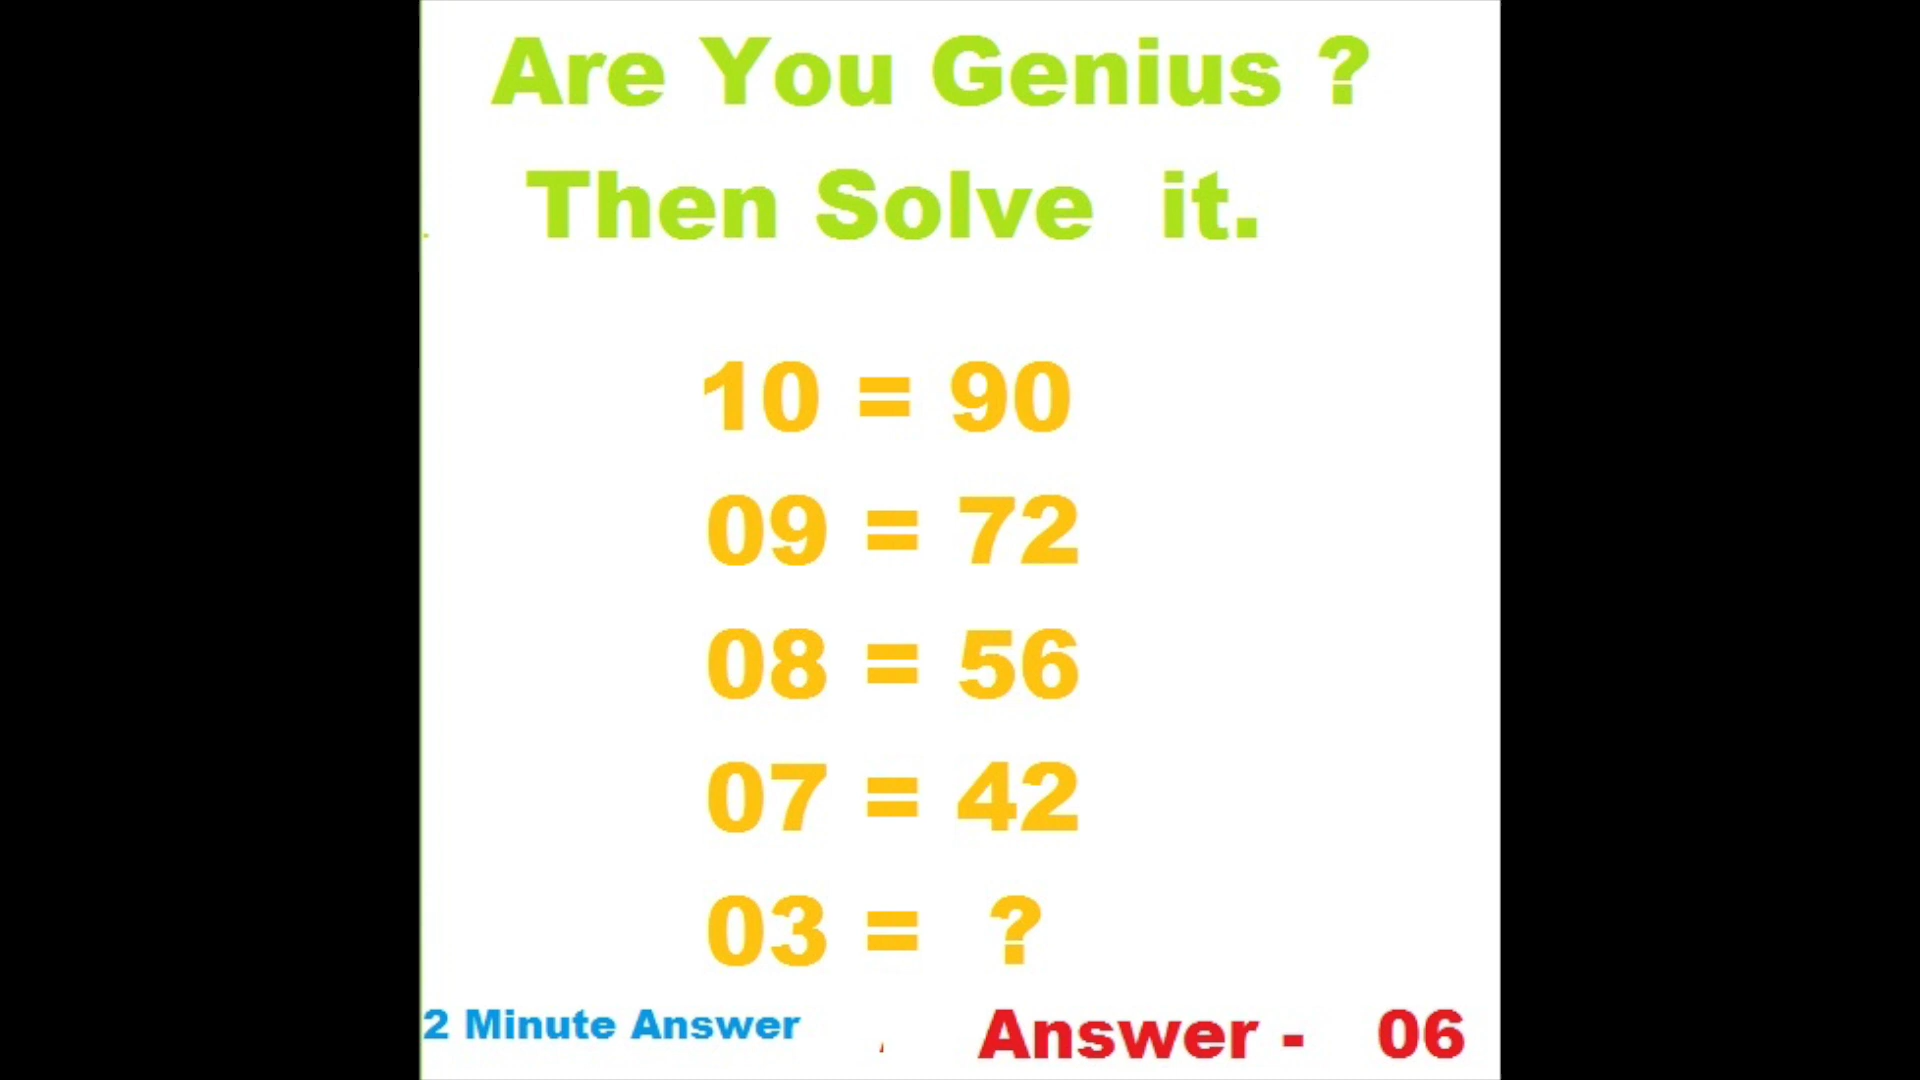 Are You Genius ?
Then Solve it.
10 = 90
09 = 72
08 = 56
07 = 42
03 = ?
2 Minute Answer
Answer - 06